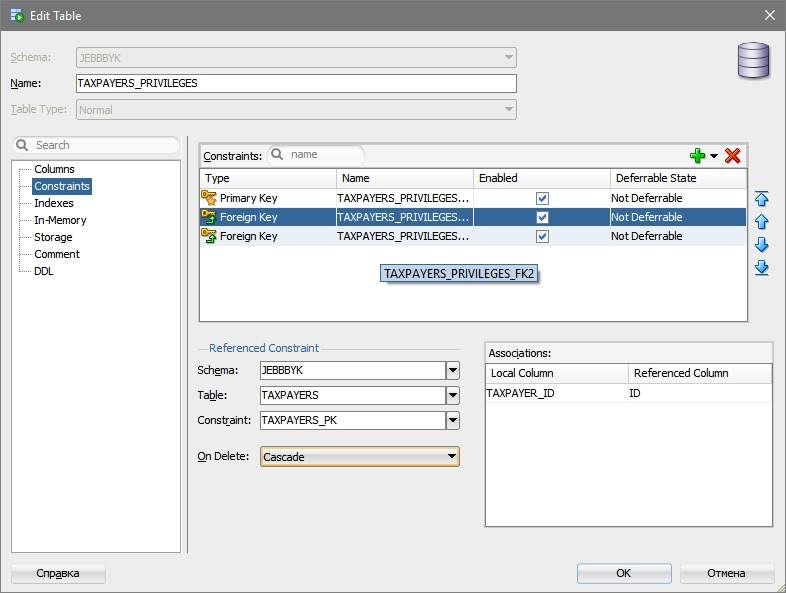 Edit Table
Schema: JEBBBYK
Name: TAXPAYERS_PRIVILEGES
Table Type: Normal
Search
Columns
Constraints
Indexes
In-Memory
Storage
Comment
DDL
Constraints: name
Type Name Enabled Deferrable State
Primary Key TAXPAYERS_PRIVILEGES... Not Deferrable
Foreign Key TAXPAYERS_PRIVILEGES... Not Deferrable
Foreign Key TAXPAYERS_PRIVILEGES... Not Deferrable
TAXPAYERS_PRIVILEGES_FK2
Referenced Constraint
Schema: JEBBBYK
Table: TAXPAYERS
Constraint: TAXPAYERS_PK
On Delete: Cascade
Associations:
Local Column Referenced Column
TAXPAYER_ID ID
Справка OK Отмена